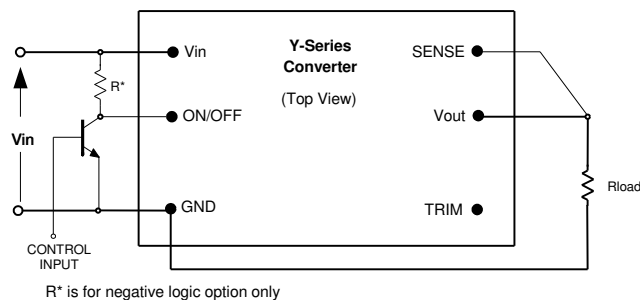 Y-Series
Converter
(Top View)
Vin
SENSE
R*
ON/OFF
Vout
Vin
Rload
GND
TRIM
CONTROL
INPUT
R* is for negative logic option only